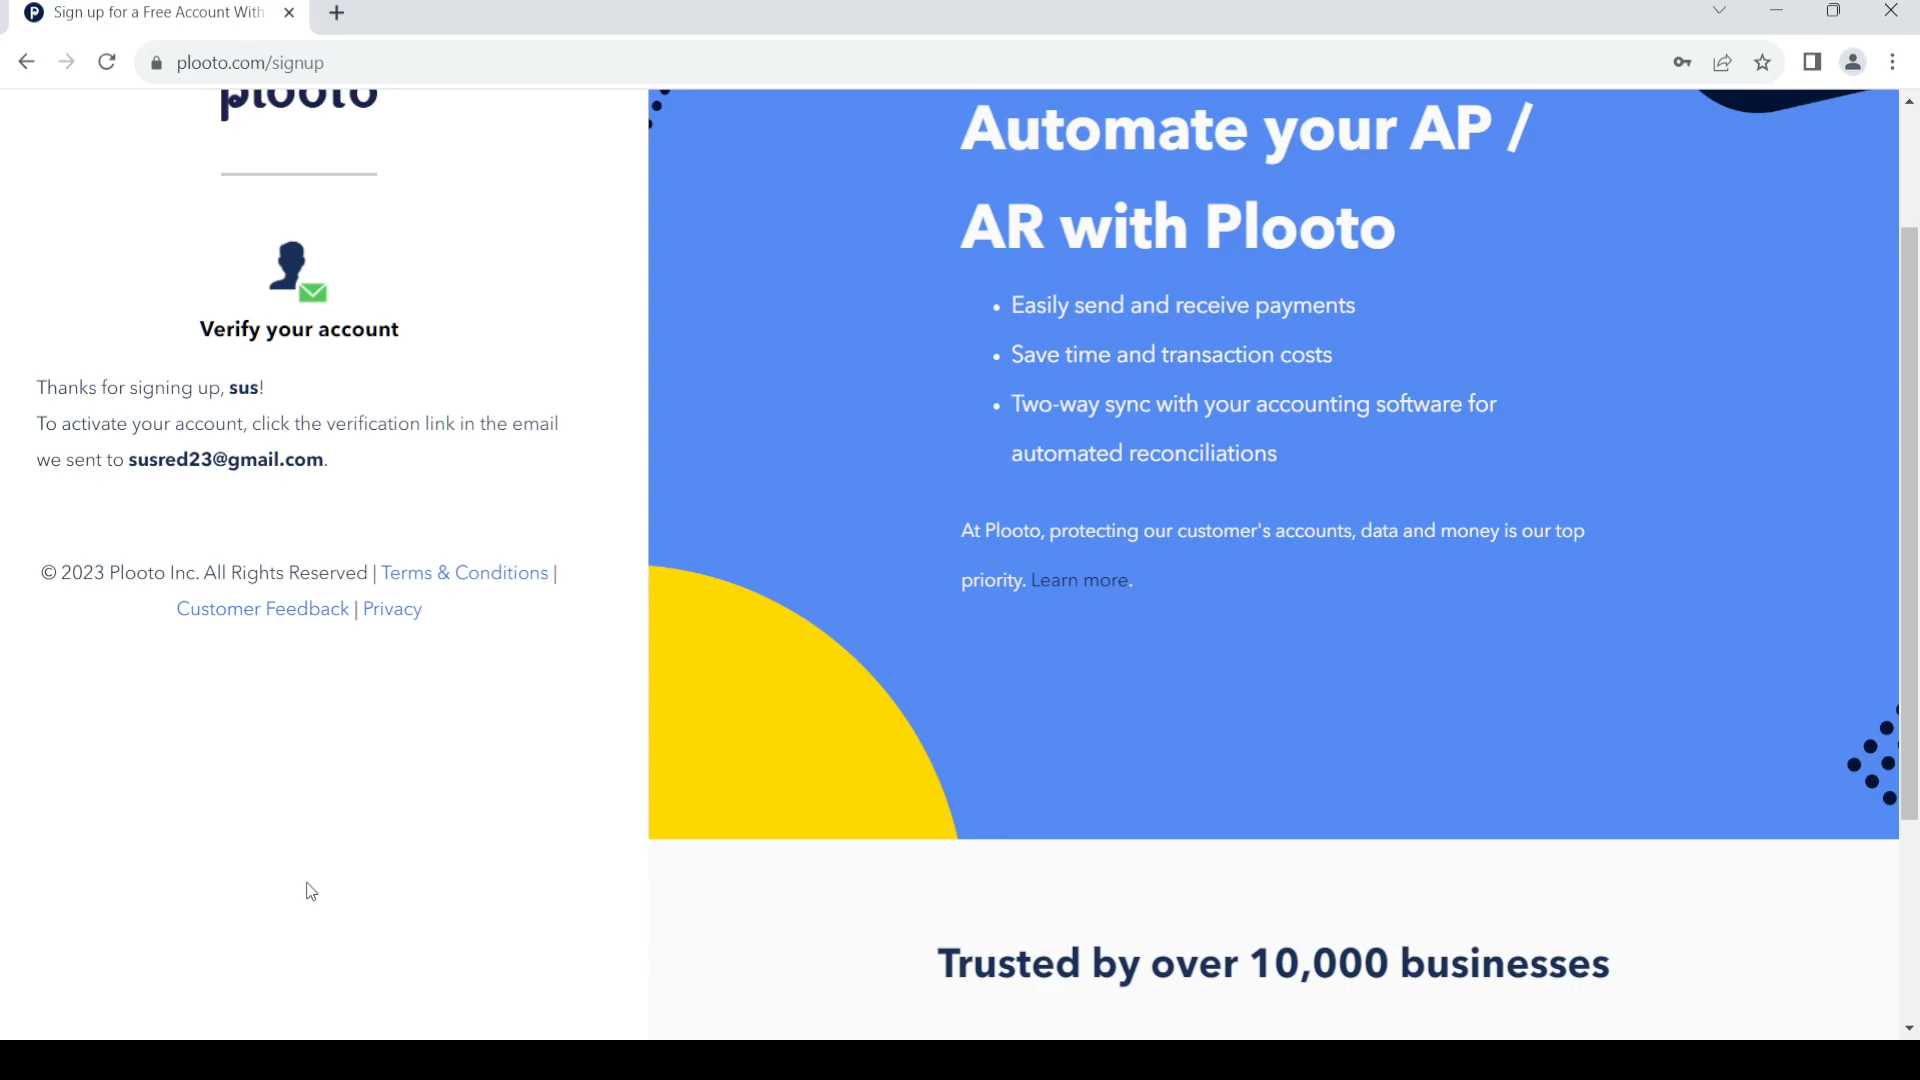 Sign up for a Free Account With
plooto.com/signup
plooto
Verify your account
Thanks for signing up, sus!
To activate your account, click the verification link in the email
we sent to susred23@gmail.com.
© 2023 Plooto Inc. All Rights Reserved | Terms & Conditions |
Customer Feedback | Privacy
Automate your AP /
AR with Plooto
• Easily send and receive payments
• Save time and transaction costs
• Two-way sync with your accounting software for
automated reconciliations
At Plooto, protecting our customer's accounts, data and money is our top
priority. Learn more.
Trusted by over 10,000 businesses